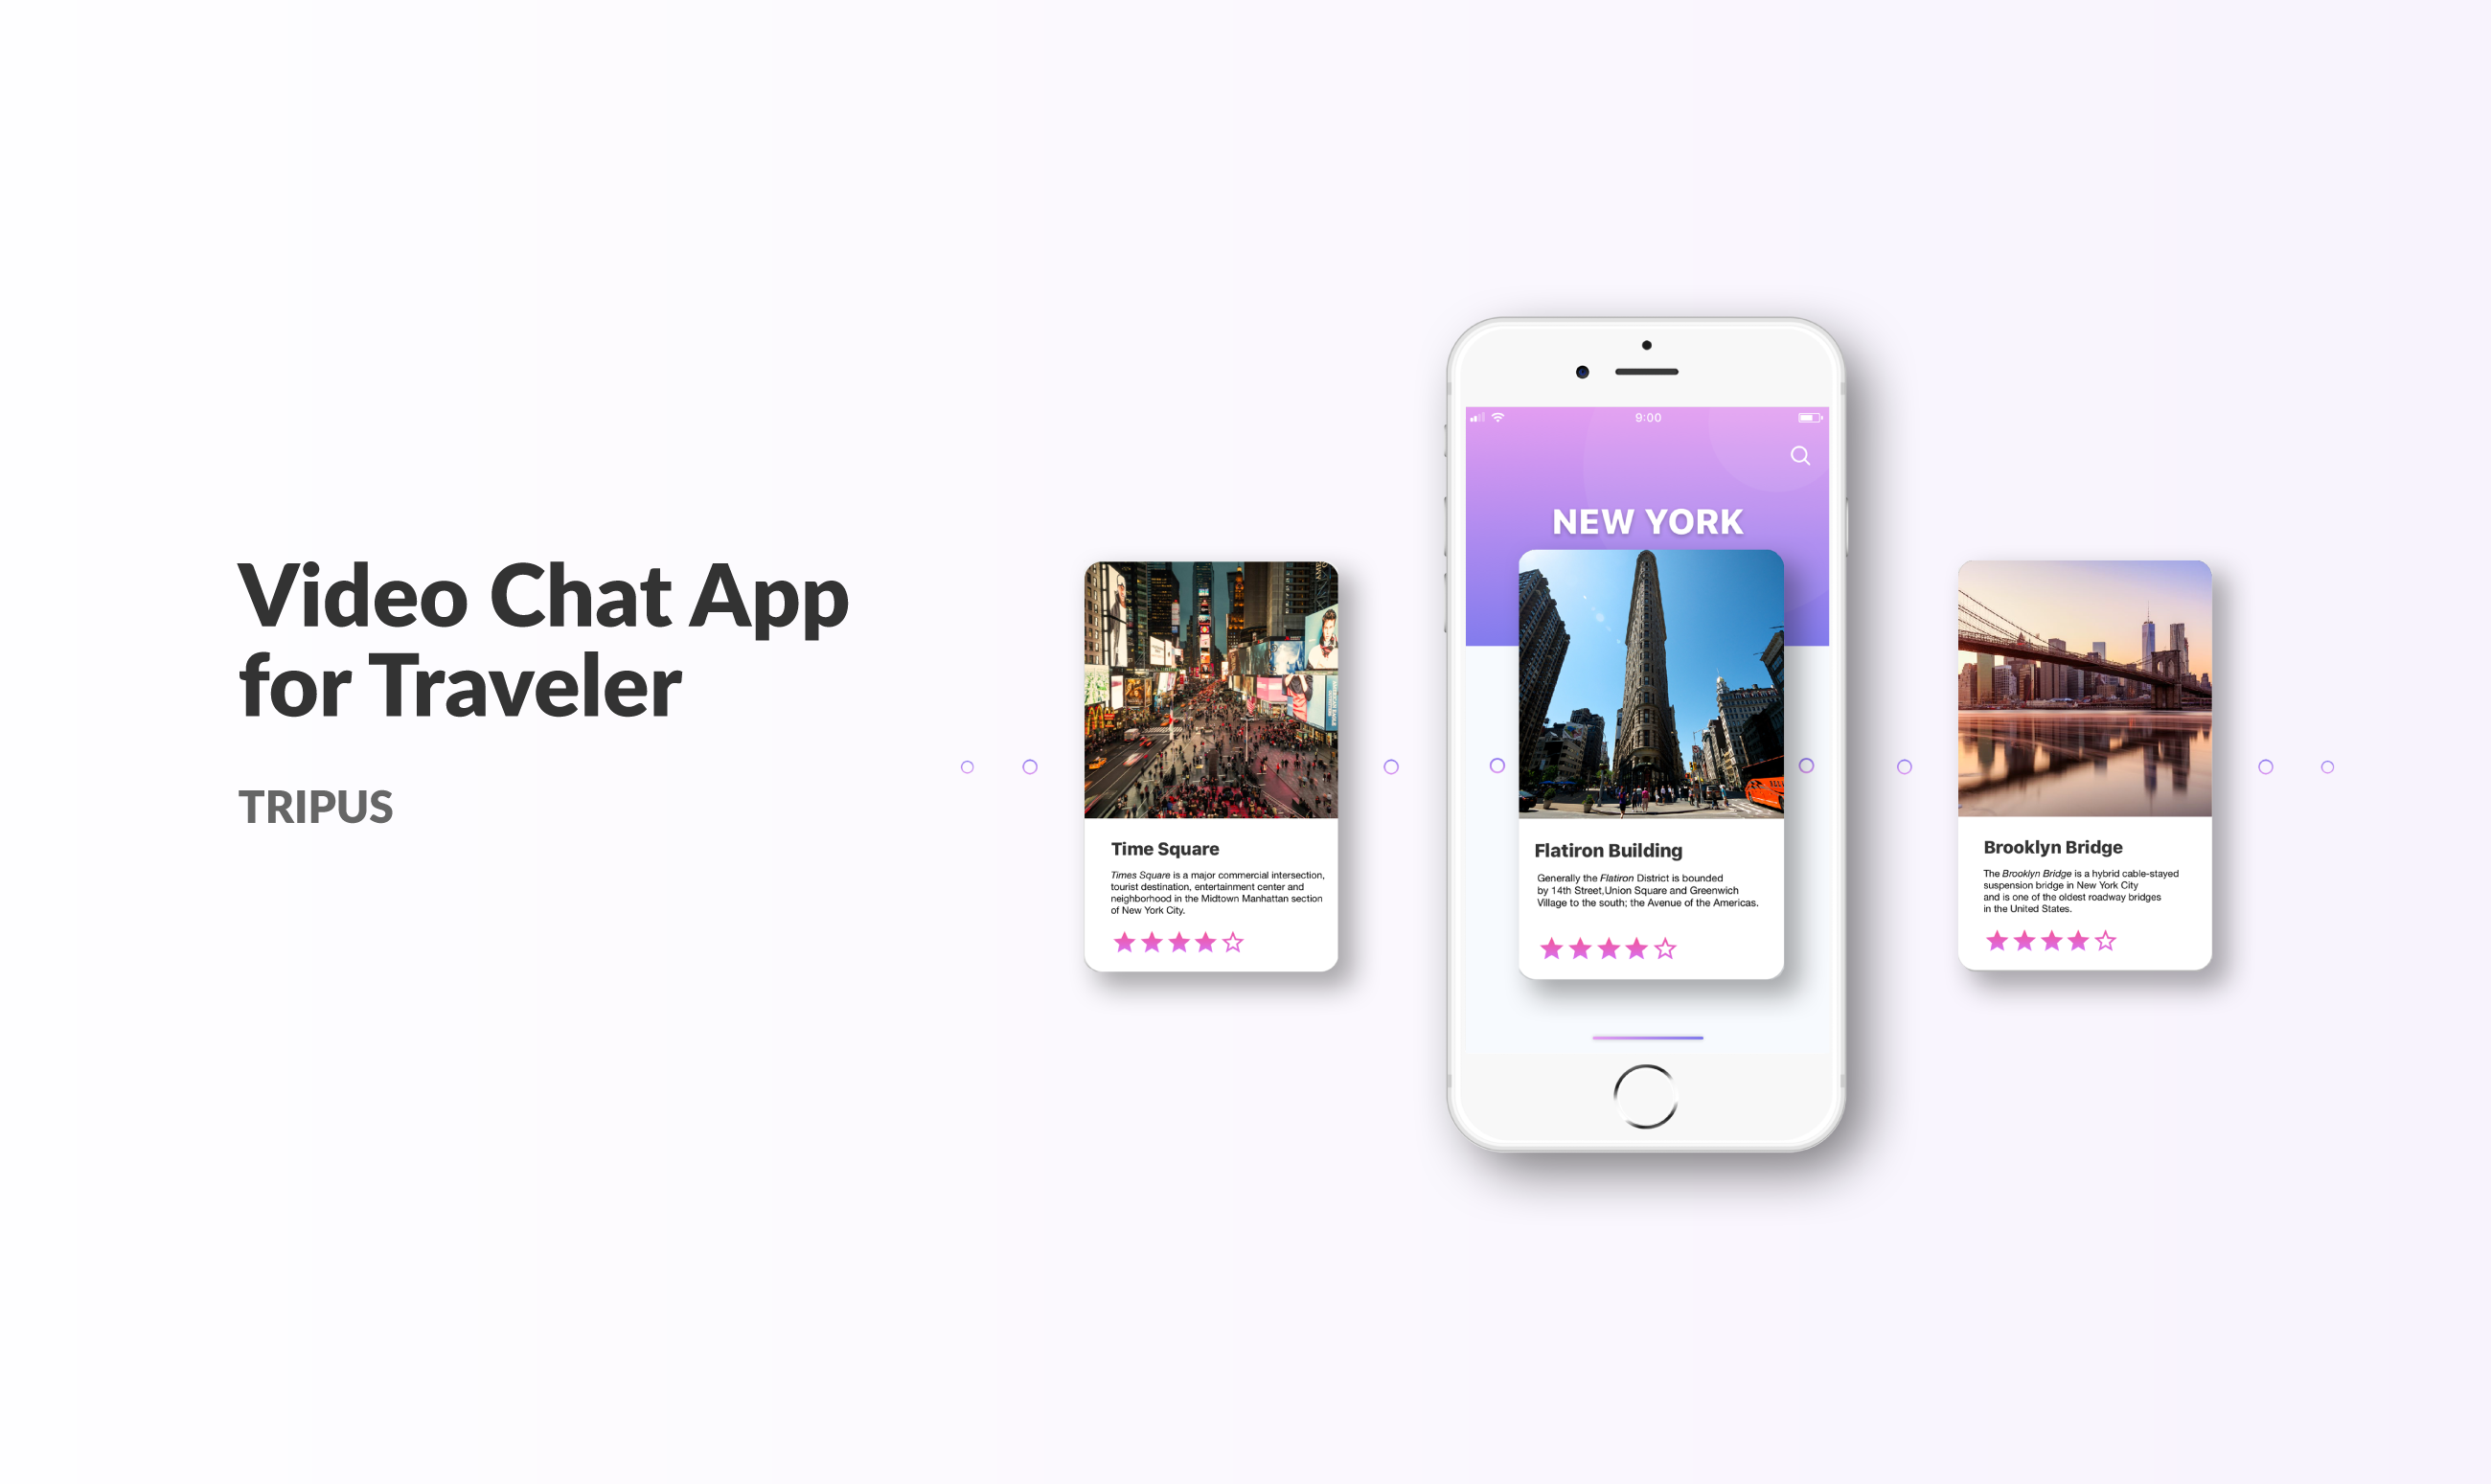 Video Chat App
for Traveler
TRIPUS
Time Square
Times Square is a major commercial intersection,
tourist destination, entertainment center and
neighborhood in the Midtown Manhattan section
of New York City.
9:00
NEW YORK
Flatiron Building
Generally the Flatiron District is bounded
by 14th Street,Union Square and Greenwich
Village to the south; the Avenue of the Americas.
Brooklyn Bridge
The Brooklyn Bridge is a hybrid cable-stayed
suspension bridge in New York City
and is one of the oldest roadway bridges
in the United States.